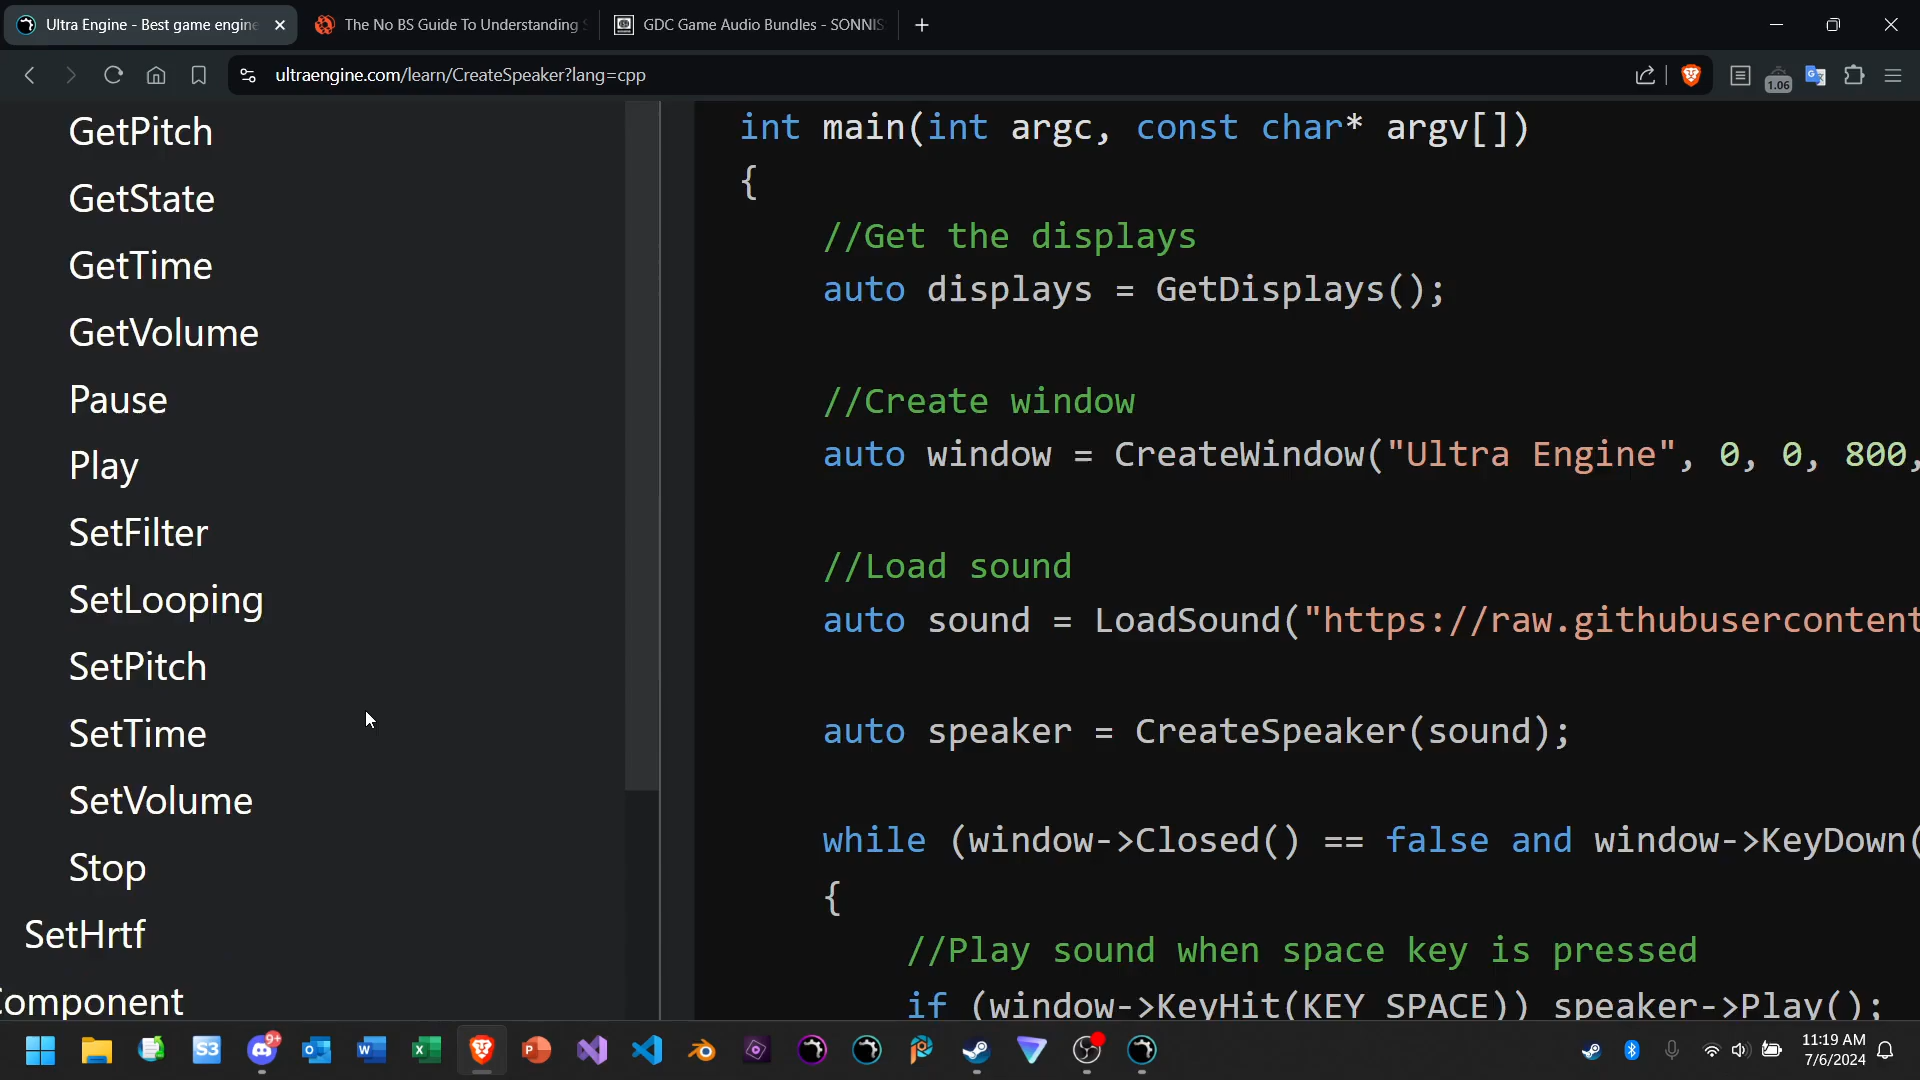 Ultra Engine - Best game engine
The No BS Guide To Understanding
GDC Game Audio Bundles - SONNIS
ultraengine.com/learn/CreateSpeaker?lang=cpp
1.06
GetPitch
GetState
GetTime
GetVolume
Pause
Play
SetFilter
SetLooping
SetPitch
SetTime
SetVolume
Stop
SetHrtf
Component
int main(int argc, const char* argv[])
{
//Get the displays
auto displays = GetDisplays();
//Create window
auto window = CreateWindow("Ultra Engine", 0, 0, 800,
//Load sound
auto sound = LoadSound("https://raw.githubusercontent
auto speaker = CreateSpeaker(sound);
while (window->Closed() == false and window->KeyDown(
{
//Play sound when space key is pressed
if (window->KeyHit(KEY_SPACE)) speaker->Play();
S3
9+
11:19 AM
7/6/2024